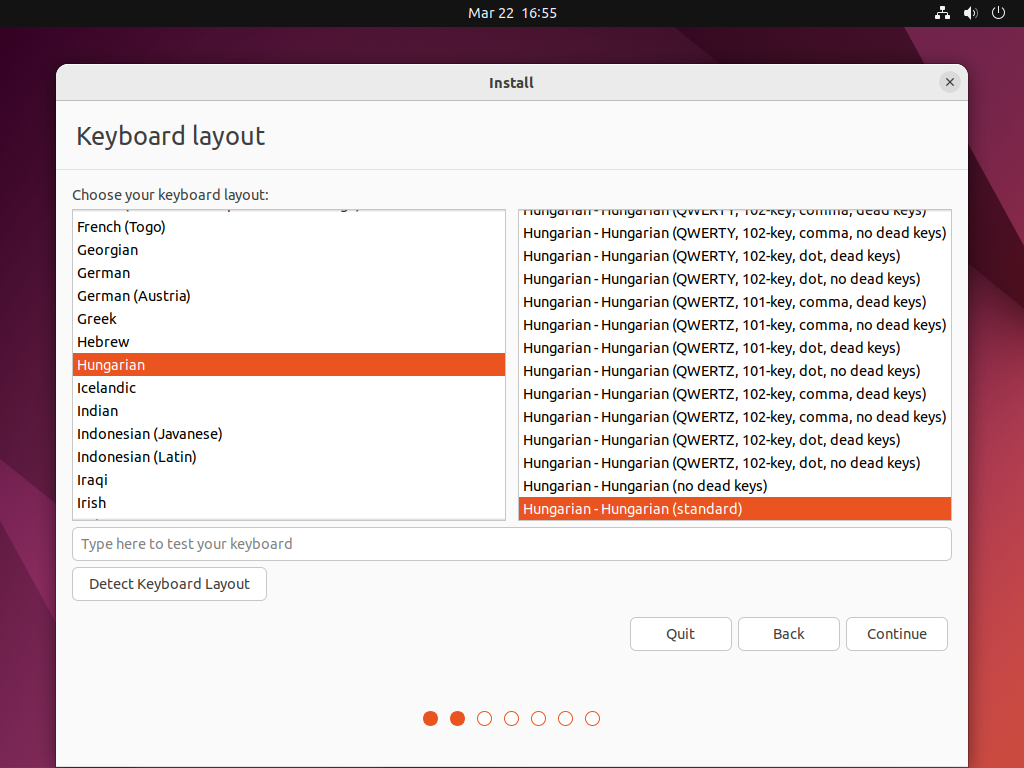 Mar 22 16:55
Install
Keyboard layout
Choose your keyboard layout:
French (Togo)
Georgian
German
German (Austria)
Greek
Hebrew
Hungarian
Icelandic
Indian
Indonesian (Javanese)
Indonesian (Latin)
Iraqi
Irish
Hungarian - Hungarian (QWERTY, 102-key, comma, dead keys)
Hungarian - Hungarian (QWERTY, 102-key, comma, no dead keys)
Hungarian - Hungarian (QWERTY, 102-key, dot, dead keys)
Hungarian - Hungarian (QWERTY, 102-key, dot, no dead keys)
Hungarian - Hungarian (QWERTZ, 101-key, comma, dead keys)
Hungarian - Hungarian (QWERTZ, 101-key, comma, no dead keys)
Hungarian - Hungarian (QWERTZ, 101-key, dot, dead keys)
Hungarian - Hungarian (QWERTZ, 101-key, dot, no dead keys)
Hungarian - Hungarian (QWERTZ, 102-key, comma, dead keys)
Hungarian - Hungarian (QWERTZ, 102-key, comma, no dead keys)
Hungarian - Hungarian (QWERTZ, 102-key, dot, dead keys)
Hungarian - Hungarian (QWERTZ, 102-key, dot, no dead keys)
Hungarian - Hungarian (no dead keys)
Hungarian - Hungarian (standard)
Type here to test your keyboard
Detect Keyboard Layout
Quit
Back
Continue